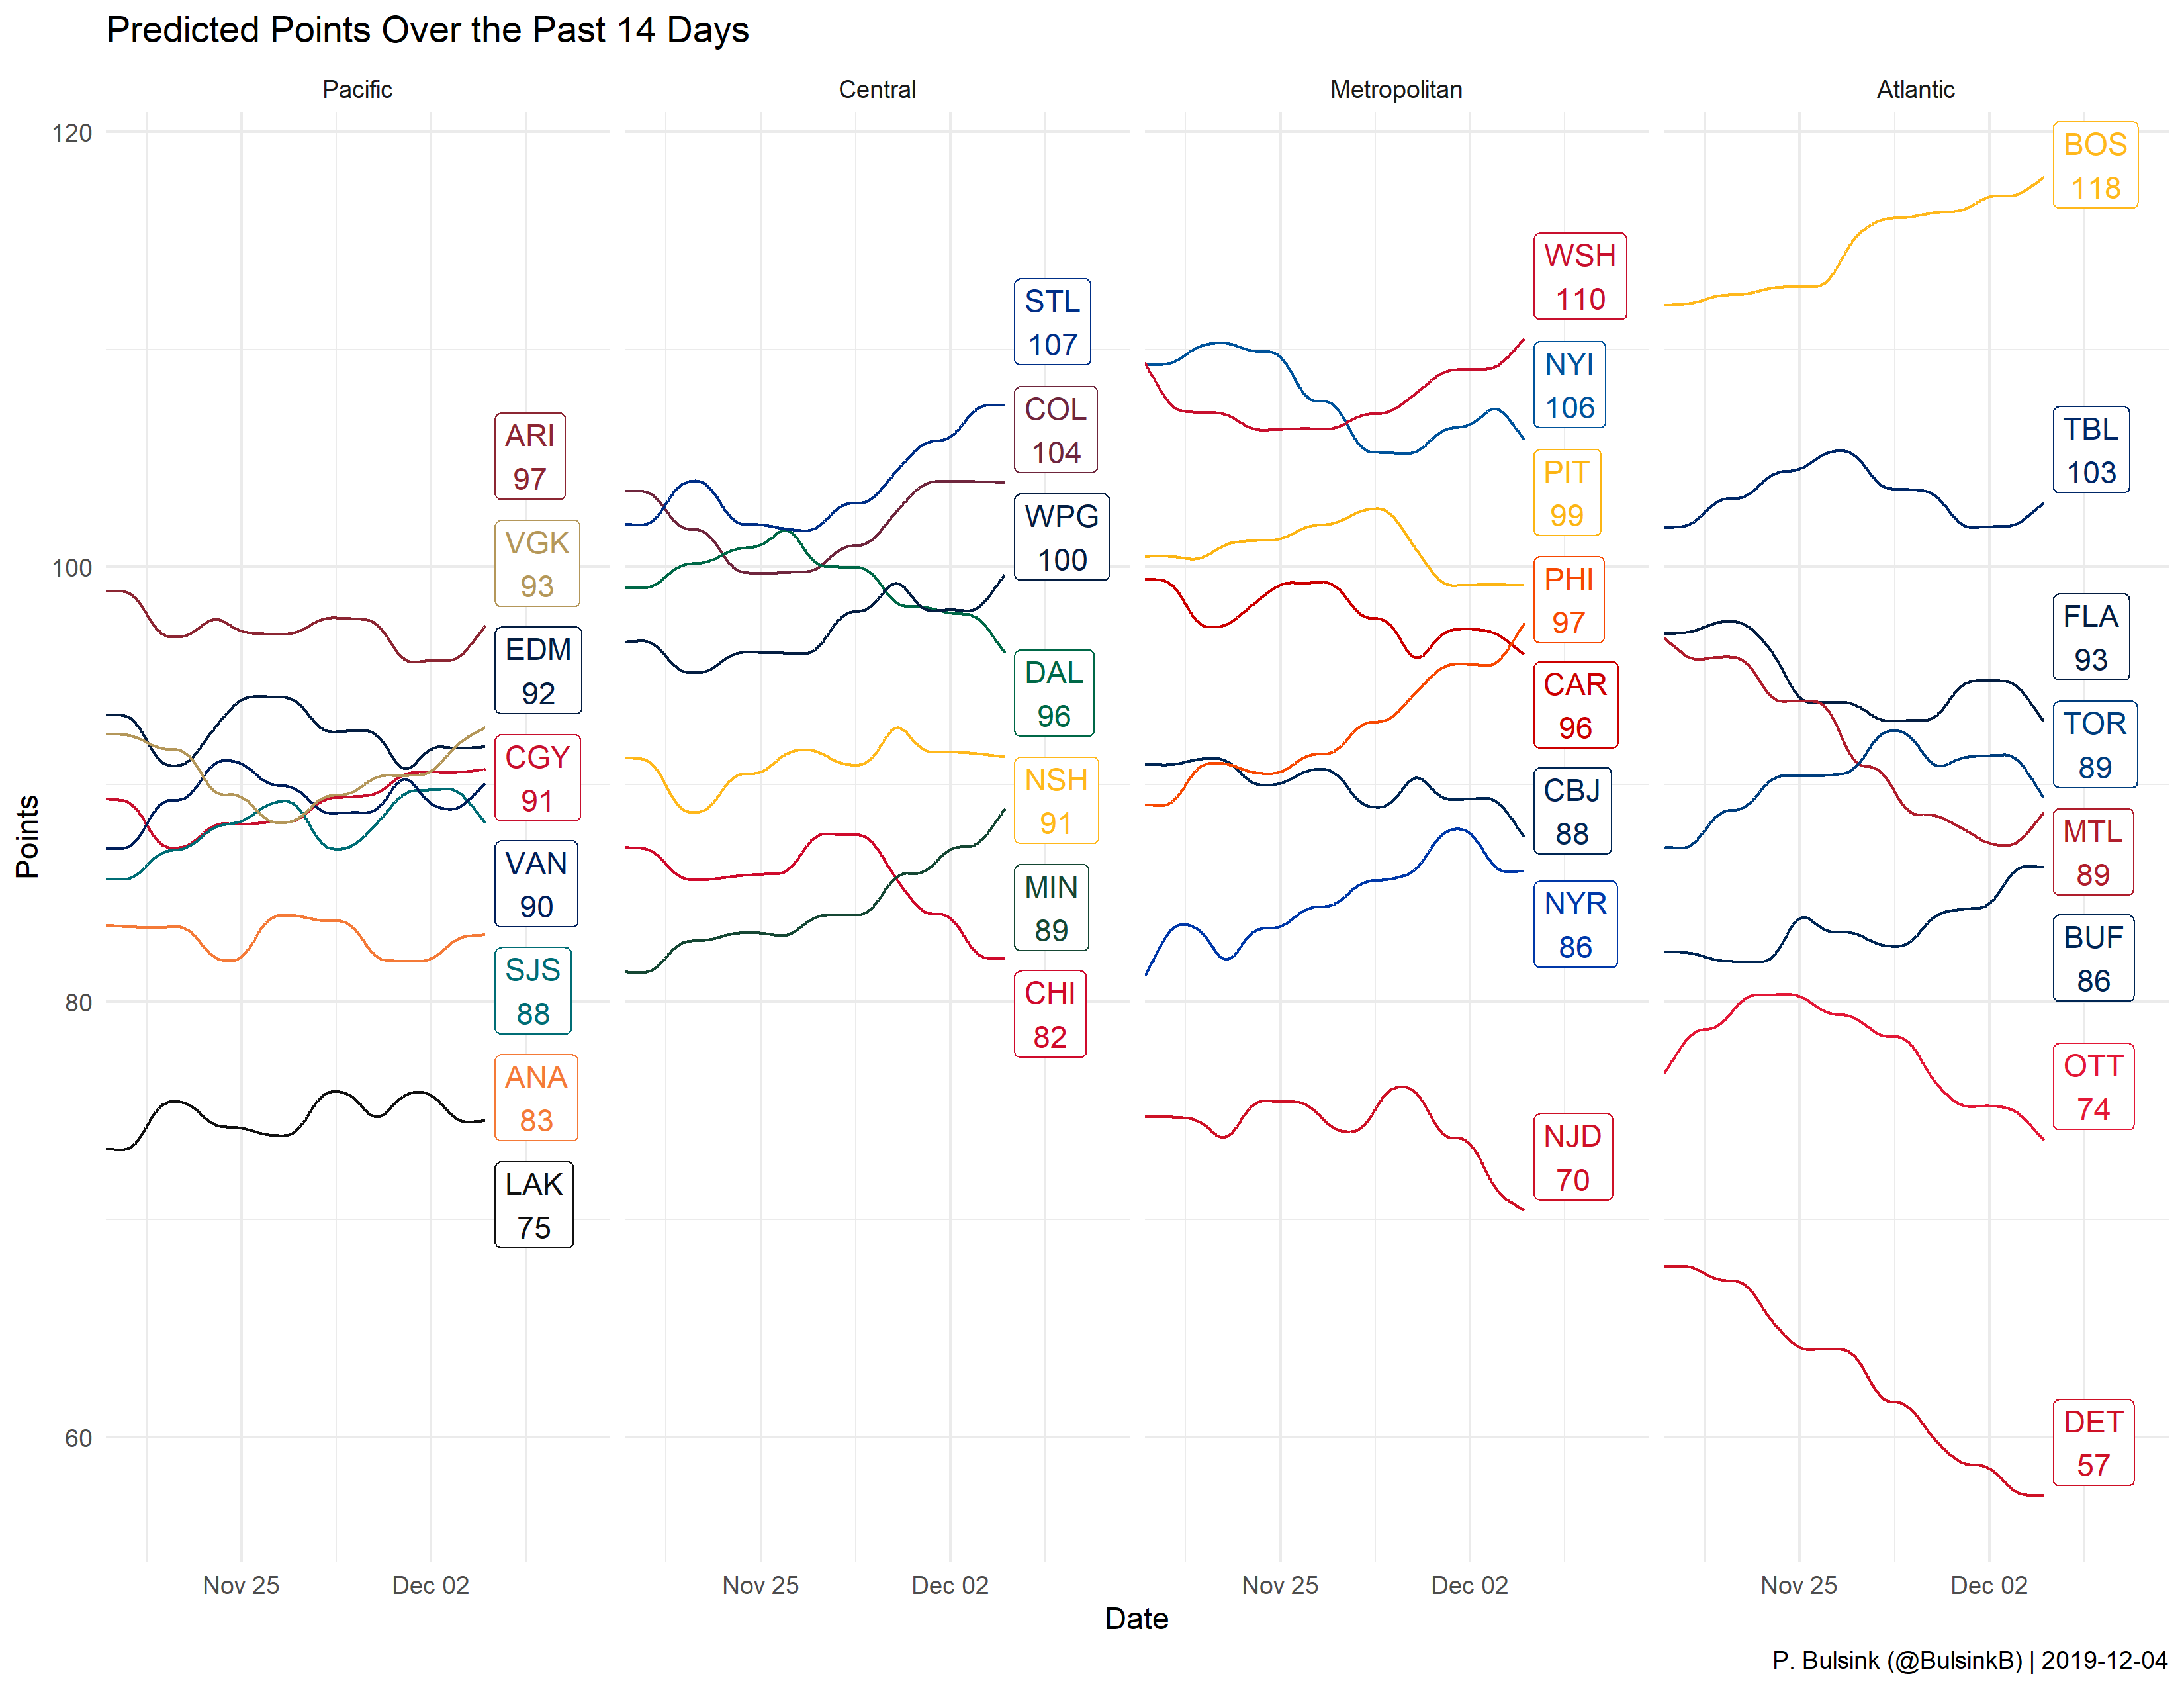 Predicted Points Over the Past 14 Days
Pacific
Central
Metropolitan
Atlantic
Points
120
100
80
60
ARI
97
VGK
93
EDM
92
CGY
91
VAN
90
SJS
88
ANA
83
LAK
75
STL
107
COL
104
WPG
100
DAL
96
NSH
91
MIN
89
CHI
82
WSH
110
NYI
106
PIT
99
PHI
97
CAR
96
CBJ
88
NYR
86
NJD
70
BOS
118
TBL
103
FLA
93
TOR
89
MTL
89
BUF
86
OTT
74
DET
57
Nov 25
Dec 02
Nov 25
Dec 02
Nov 25
Dec 02
Nov 25
Dec 02
Date
P. Bulsink (@BulsinkB) | 2019-12-04